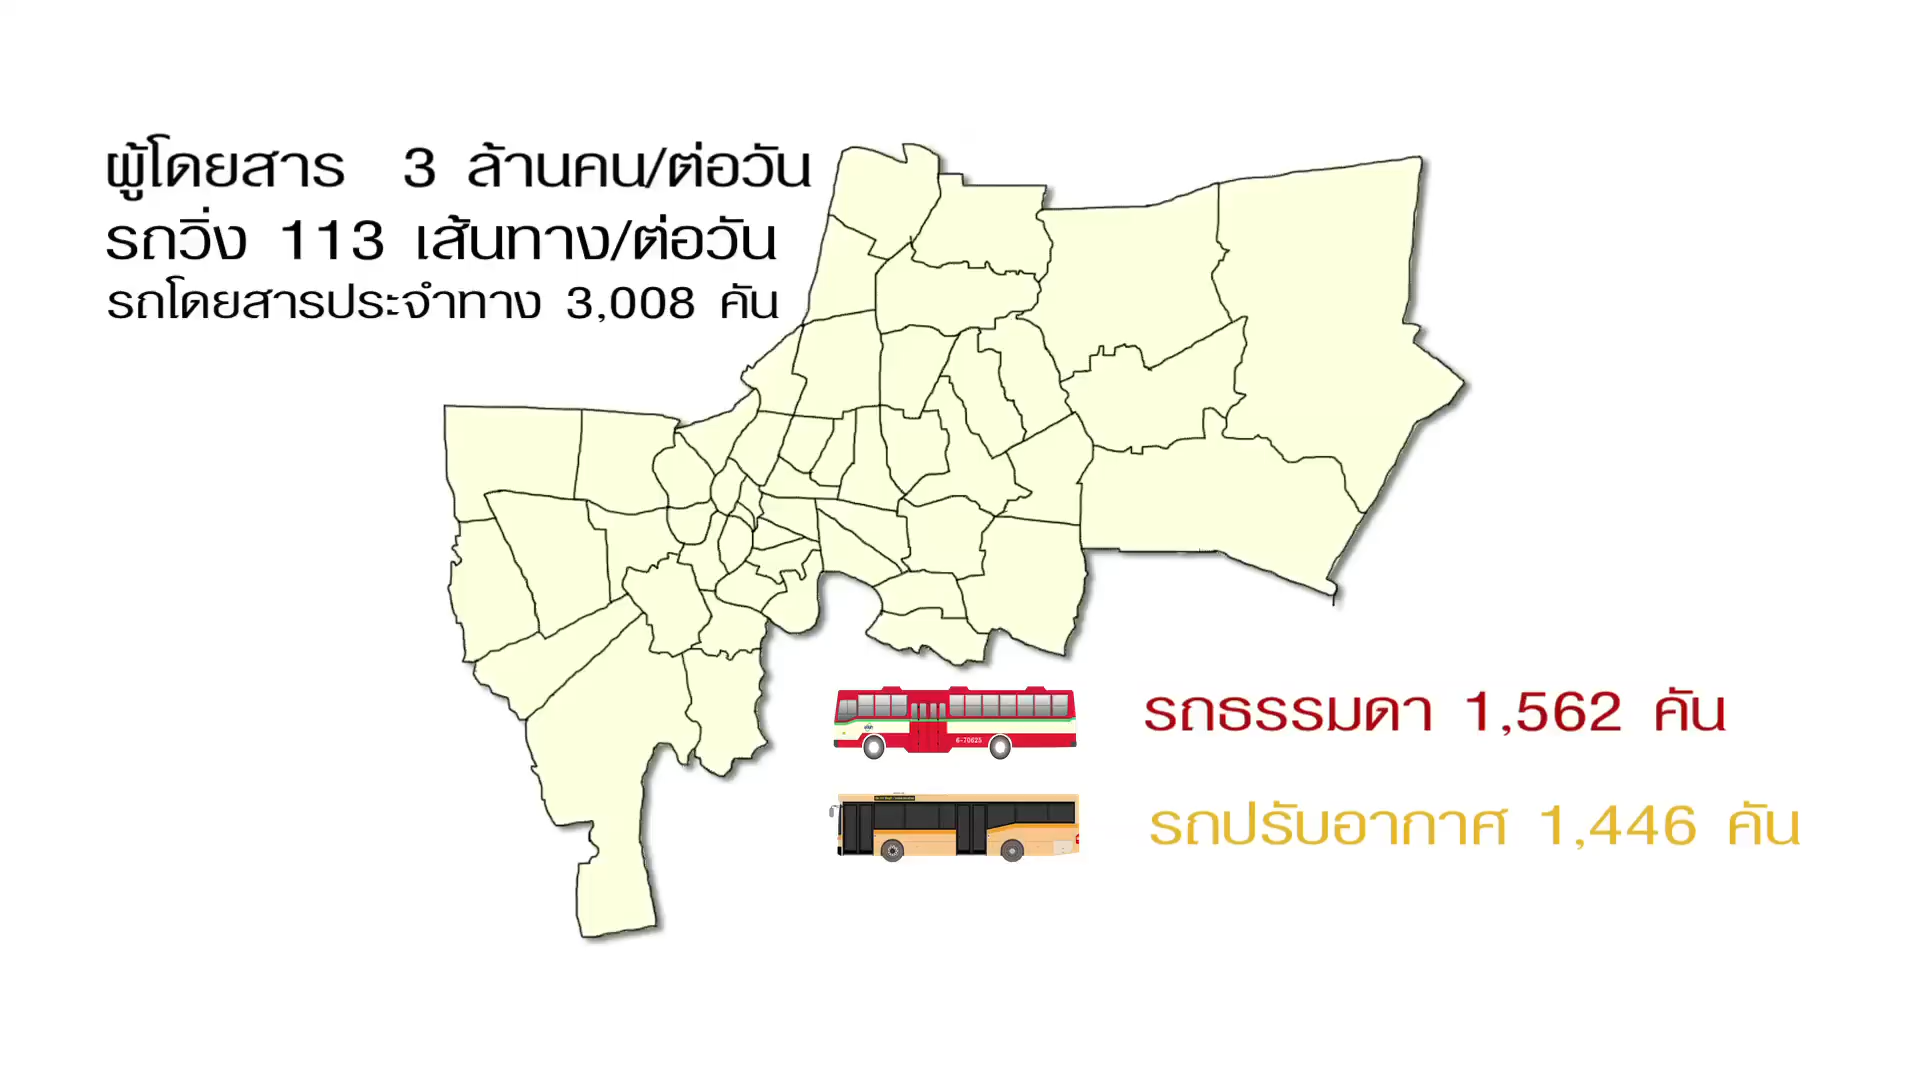 ผู้โดยสาร 3 ล้านคน/ต่อวัน
รถวิ่ง 113 เส้นทาง/ต่อวัน
รถโดยสารประจำทาง 3,008 คัน
6-70625
รถธรรมดา 1,562 คัน
รถปรับอากาศ 1,446 คัน